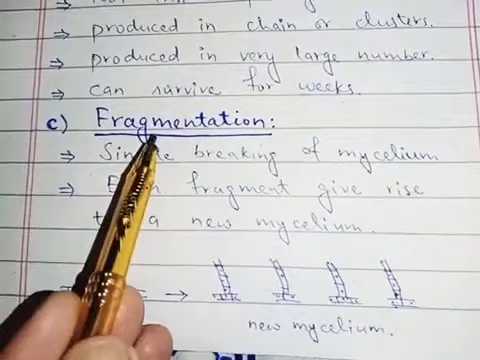 ⇒ produced in chain or clusters.
⇒ produced in very large number.
⇒ can survive for weeks.
c) Fragmentation:
⇒ breaking of mycelium
⇒ fragment give rise
a new mycelium.
new mycelium.